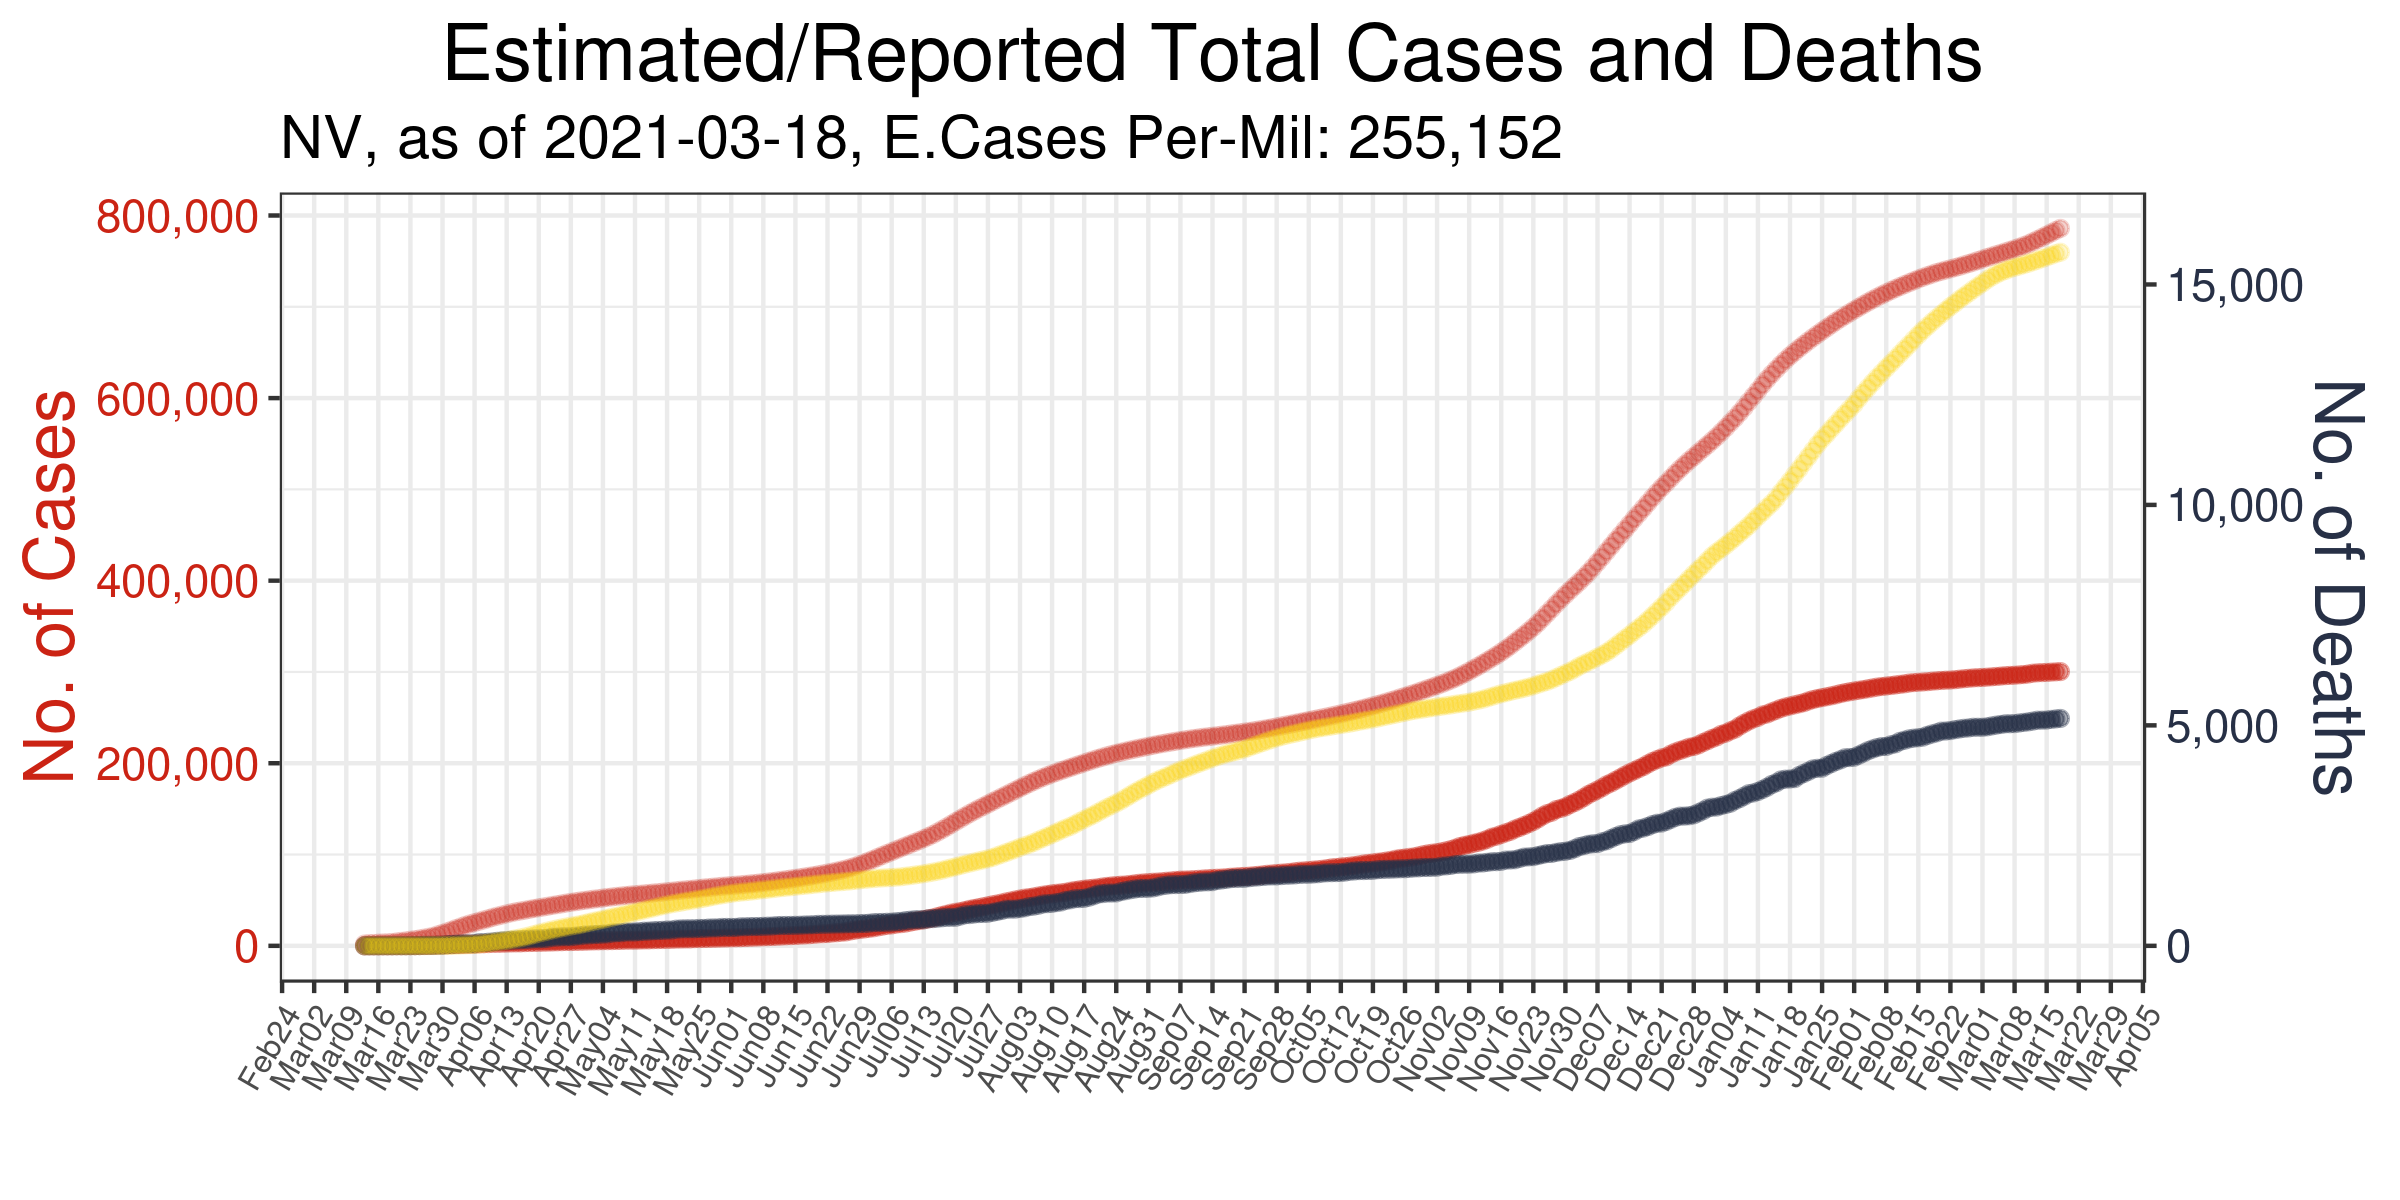 Estimated/Reported Total Cases and Deaths
NV, as of 2021-03-18, E.Cases Per-Mil: 255,152
No. of Cases
800,000
600,000
400,000
200,000
0
15,000
10,000
5,000
0
No. of Deaths
Feb24
Mar02
Mar09
Mar16
Mar23
Mar30
Apr06
Apr13
Apr20
Apr27
May04
May11
May18
May25
Jun01
Jun08
Jun15
Jun22
Jun29
Jul06
Jul13
Jul20
Jul27
Aug03
Aug10
Aug17
Aug24
Aug31
Sep07
Sep14
Sep21
Sep28
Oct05
Oct12
Oct19
Oct26
Nov02
Nov09
Nov16
Nov23
Nov30
Dec07
Dec14
Dec21
Dec28
Jan04
Jan11
Jan18
Jan25
Feb01
Feb08
Feb15
Feb22
Mar01
Mar08
Mar15
Mar22
Mar29
Apr05